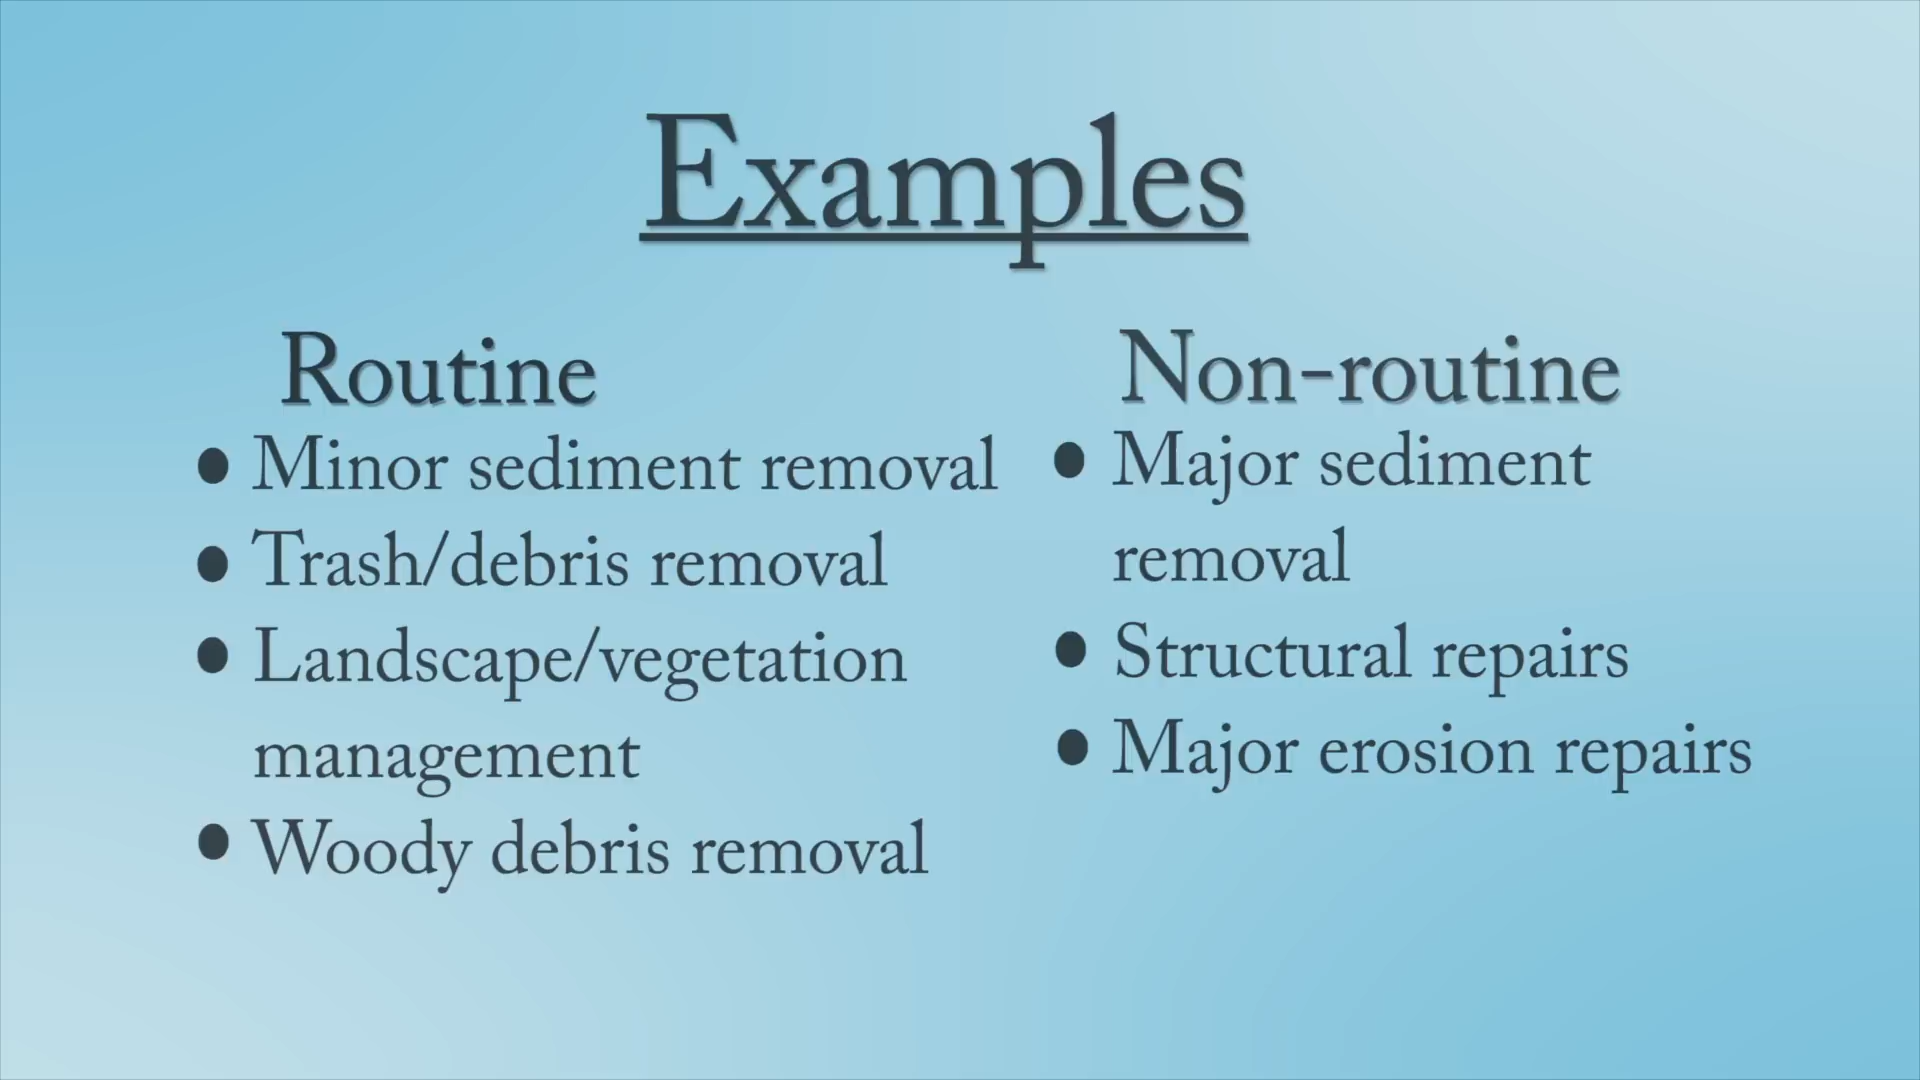 Examples
Routine
• Minor sediment removal
• Trash/debris removal
• Landscape/vegetation
management
• Woody debris removal
Non-routine
• Major sediment
removal
• Structural repairs
• Major erosion repairs